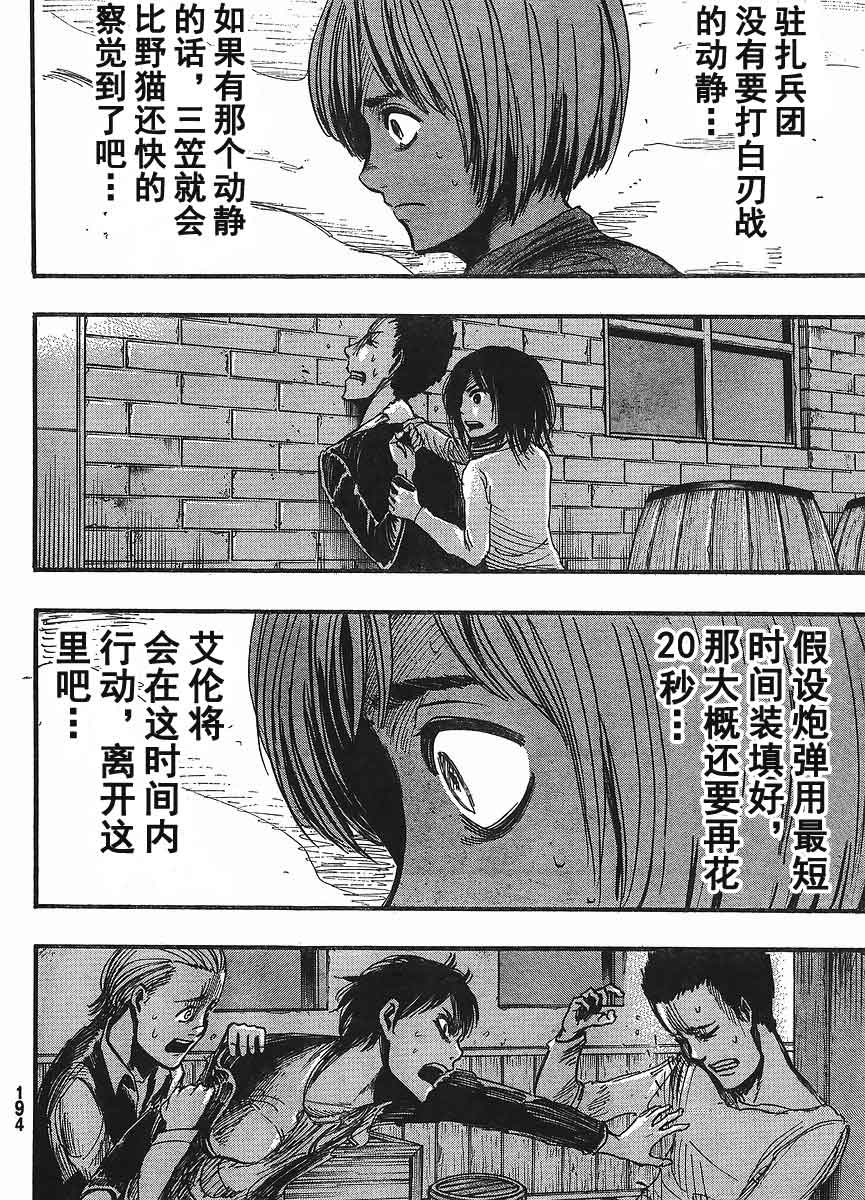 驻扎兵团
没有要打白刃战
的动静…
如果有那个动静
的话，三笠就会
比野猫还快的
察觉到了吧…
假设炮弹用最短
时间装填好，
那大概还要再花
20秒…
艾伦将
会在这时间内
行动，离开这
里吧…
194